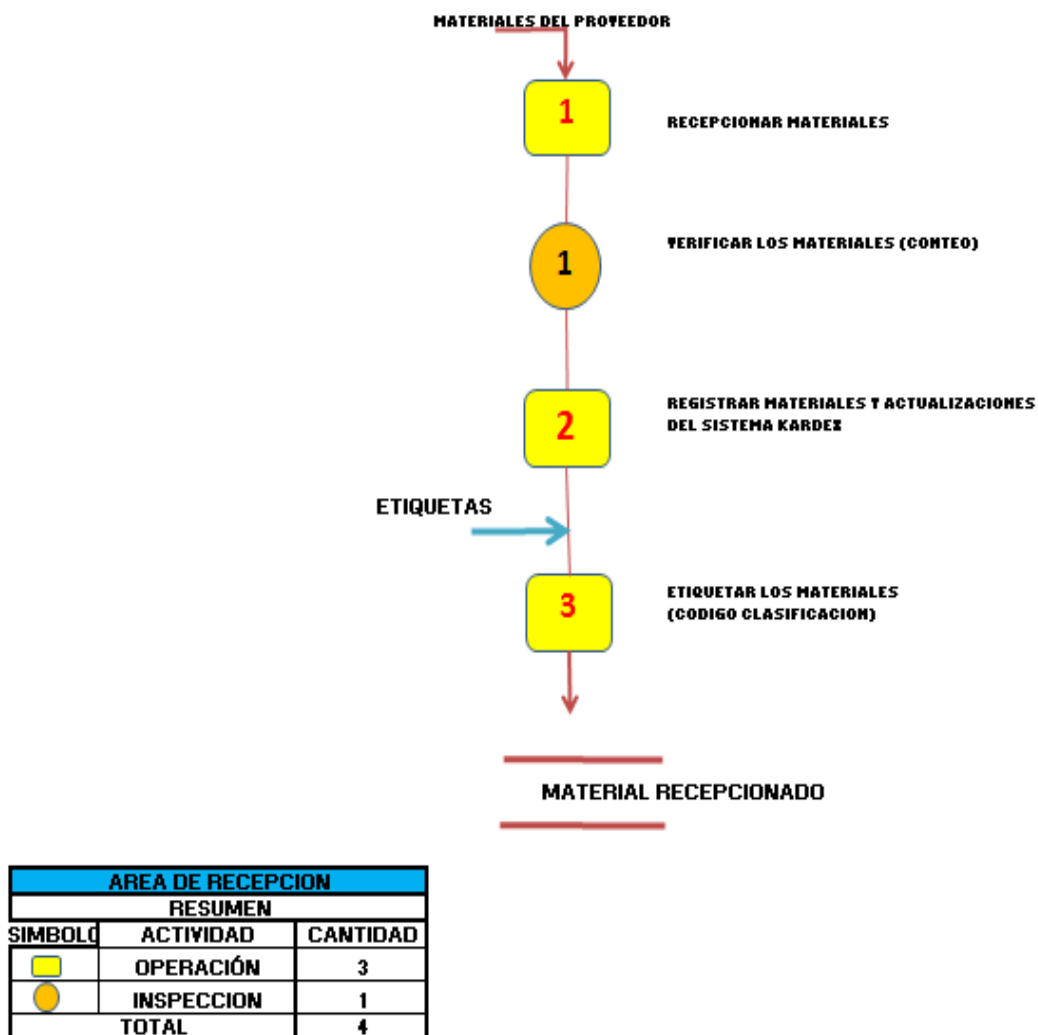 MATERIALES DEL PROVEEDOR
1
RECEPCIONAR MATERIALES
1
VERIFICAR LOS MATERIALES (CONTEO)
2
REGISTRAR MATERIALES Y ACTUALIZACIONES
DEL SISTEMA KARDEX
ETIQUETAS
3
ETIQUETAR LOS MATERIALES
(CODIGO CLASIFICACION)
MATERIAL RECEPCIONADO
AREA DE RECEPCION
RESUMEN
SIMBOLO ACTIVIDAD CANTIDAD
OPERACIÓN 3
INSPECCION 1
TOTAL 4